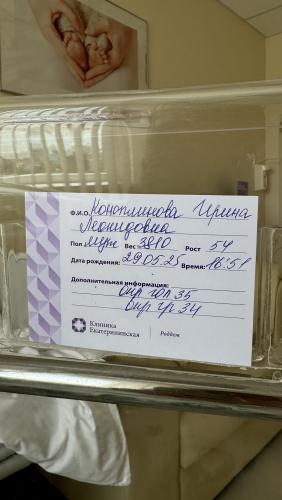 Ф.И.О. Коноплинова Ирина
Леонидовна
Пол муж Вес 3810 Рост 54
Дата рождения: 29.05.25 Время: 16:51
Дополнительная информация:
окр гол 35
окр гр 34
Клиника
Екатерининская
Роддом